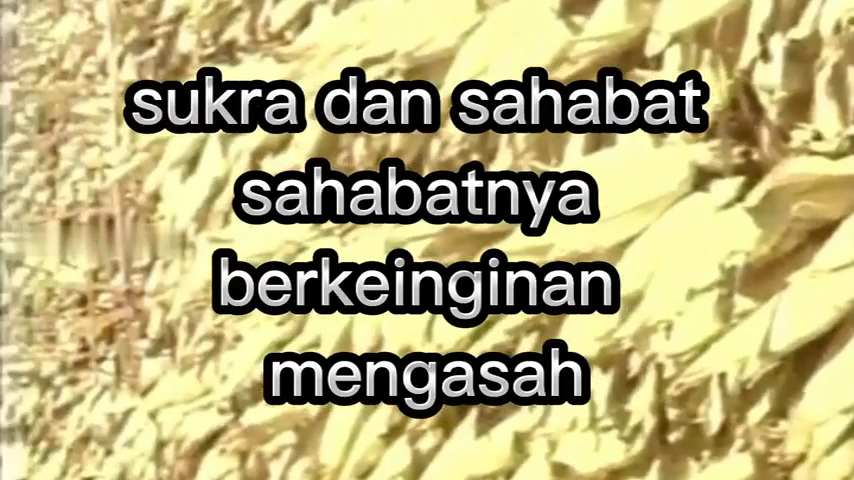 sukra dan sahabat
sahabatnya
berkeinginan
mengasah